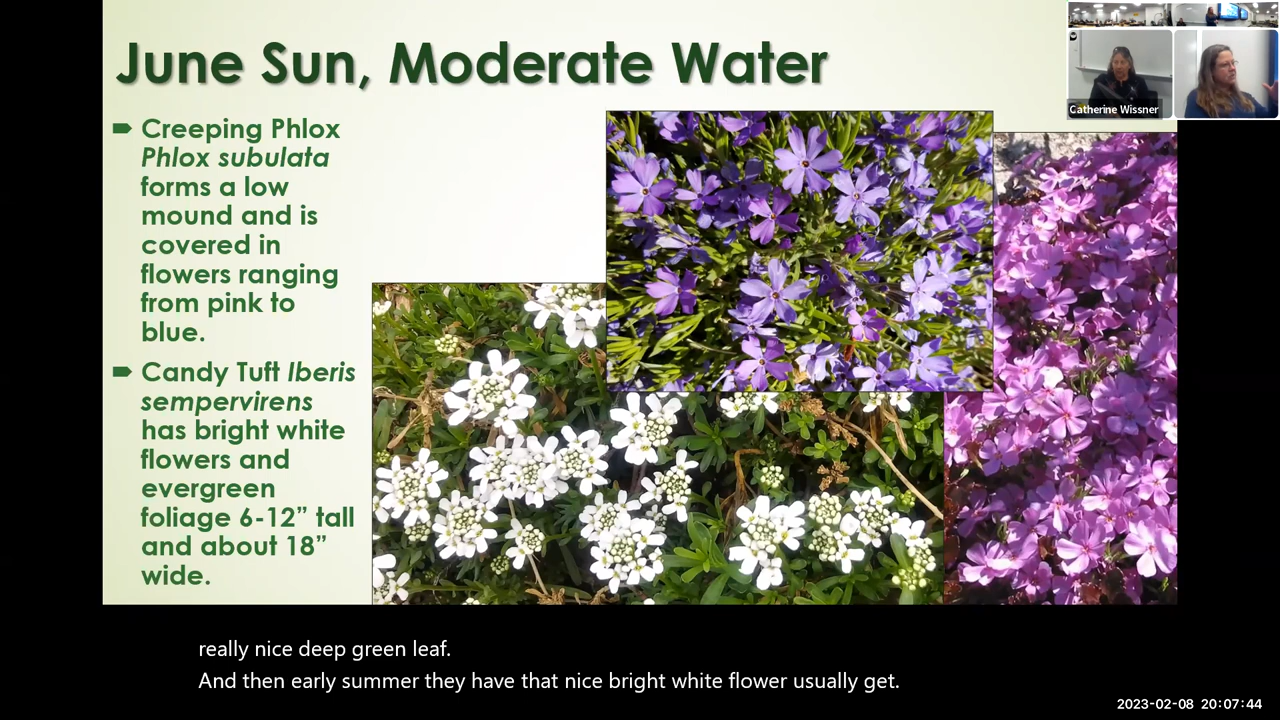 June Sun, Moderate Water
Creeping Phlox
Phlox subulata
forms a low
mound and is
covered in
flowers ranging
from pink to
blue.
Candy Tuft Iberis
sempervirens
has bright white
flowers and
evergreen
foliage 6-12” tall
and about 18”
wide.
Catherine Wissner
really nice deep green leaf.
And then early summer they have that nice bright white flower usually get.
2023-02-08 20:07:44